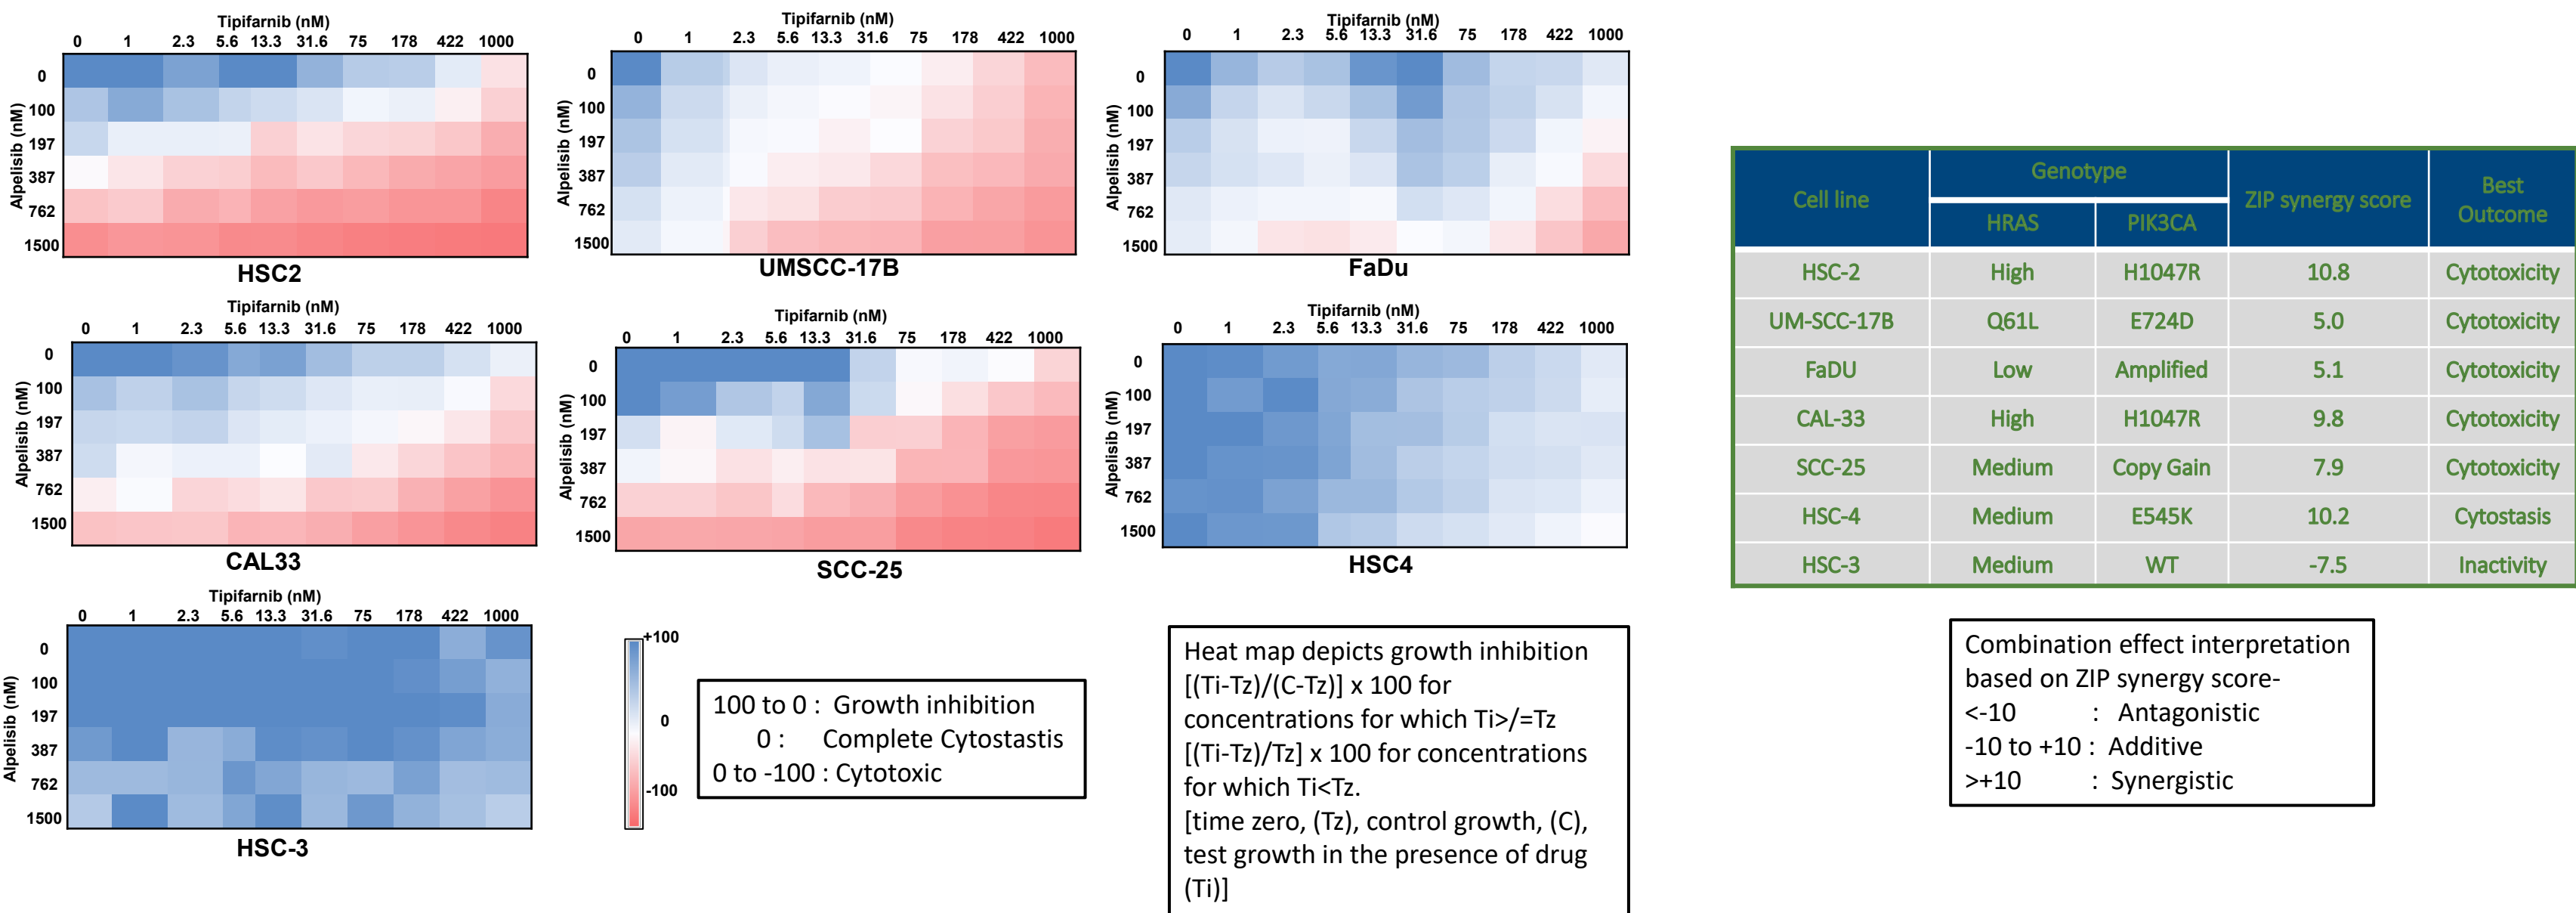 Tipifarnib (nM)
0 1 2.3 5.6 13.3 31.6 75 178 422 1000
Alpelisib (nM)
0
100
197
387
762
1500
HSC2
Tipifarnib (nM)
0 1 2.3 5.6 13.3 31.6 75 178 422 1000
Alpelisib (nM)
0
100
197
387
762
1500
UMSCC-17B
Tipifarnib (nM)
0 1 2.3 5.6 13.3 31.6 75 178 422 1000
Alpelisib (nM)
0
100
197
387
762
1500
FaDu
Tipifarnib (nM)
0 1 2.3 5.6 13.3 31.6 75 178 422 1000
Alpelisib (nM)
0
100
197
387
762
1500
CAL33
Tipifarnib (nM)
0 1 2.3 5.6 13.3 31.6 75 178 422 1000
Alpelisib (nM)
0
100
197
387
762
1500
SCC-25
Tipifarnib (nM)
0 1 2.3 5.6 13.3 31.6 75 178 422 1000
Alpelisib (nM)
0
100
197
387
762
1500
HSC4
Tipifarnib (nM)
0 1 2.3 5.6 13.3 31.6 75 178 422 1000
Alpelisib (nM)
0
100
197
387
762
1500
HSC-3
+100
0
-100
100 to 0 : Growth inhibition
0 : Complete Cytostastis
0 to -100 : Cytotoxic
Heat map depicts growth inhibition
[(Ti-Tz)/(C-Tz)] x 100 for
concentrations for which Ti>/=Tz
[(Ti-Tz)/Tz] x 100 for concentrations
for which Ti<Tz.
[time zero, (Tz), control growth, (C),
test growth in the presence of drug
(Ti)]
Cell line Genotype ZIP synergy score Best Outcome
HRAS PIK3CA
HSC-2 High H1047R 10.8 Cytotoxicity
UM-SCC-17B Q61L E724D 5.0 Cytotoxicity
FaDU Low Amplified 5.1 Cytotoxicity
CAL-33 High H1047R 9.8 Cytotoxicity
SCC-25 Medium Copy Gain 7.9 Cytotoxicity
HSC-4 Medium E545K 10.2 Cytostasis
HSC-3 Medium WT -7.5 Inactivity
Combination effect interpretation
based on ZIP synergy score-
<-10 : Antagonistic
-10 to +10 : Additive
>+10 : Synergistic